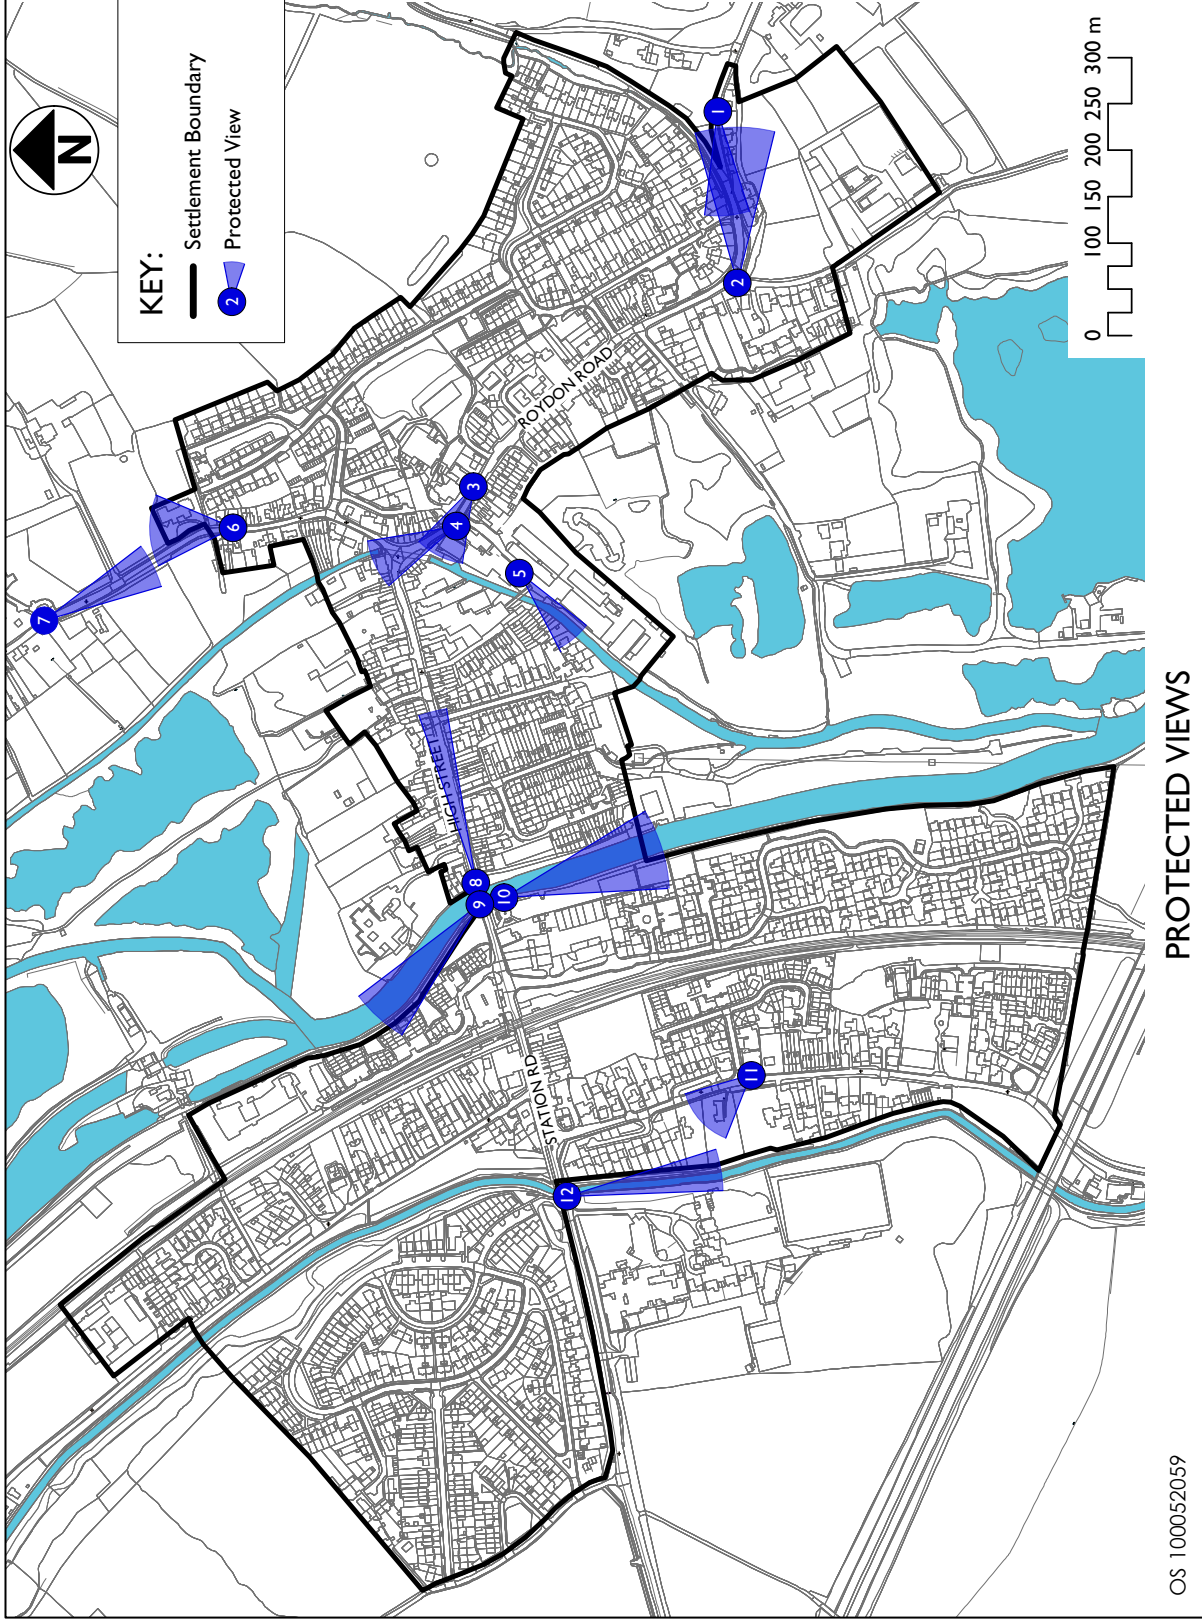 N
KEY:
Settlement Boundary
2 Protected View
7
6
3
4
5
ROYDON ROAD
1
2
HIGH STREET
8
9
10
STATION RD
11
12
0 100 150 200 250 300 m
PROTECTED VIEWS
OS 100052059